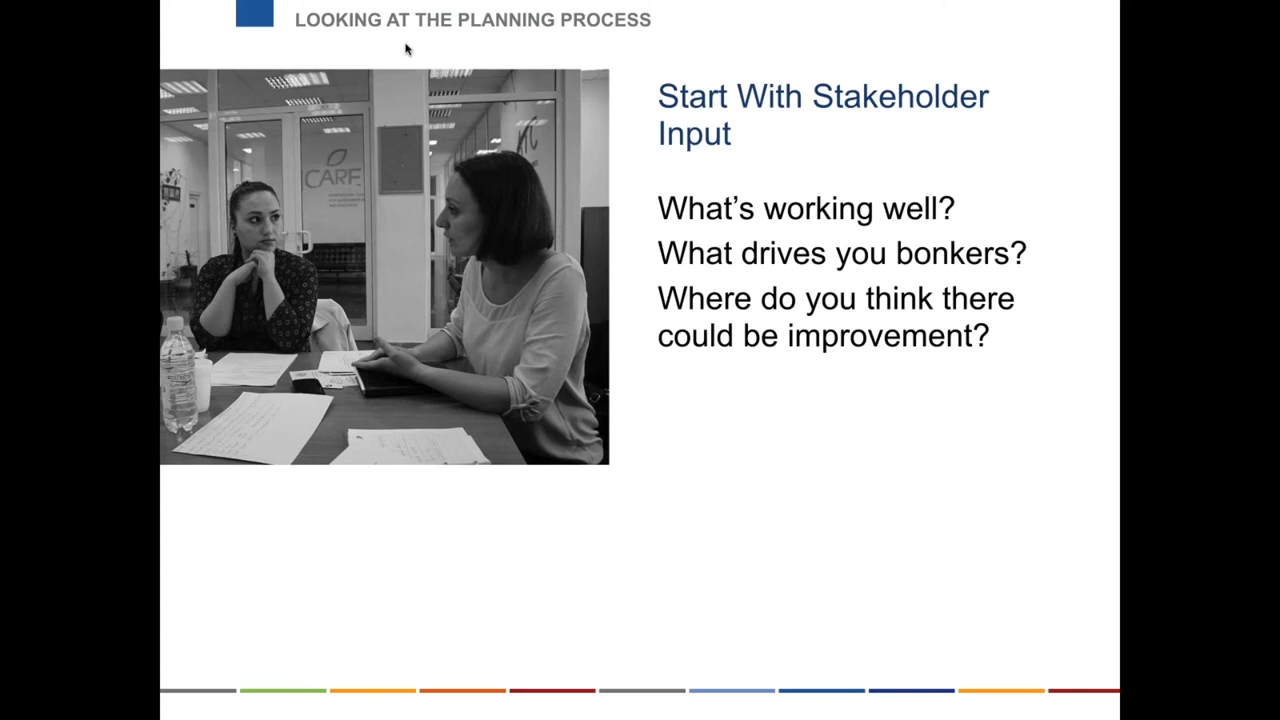 LOOKING AT THE PLANNING PROCESS
Start With Stakeholder
Input
What's working well?
What drives you bonkers?
Where do you think there
could be improvement?
CARF